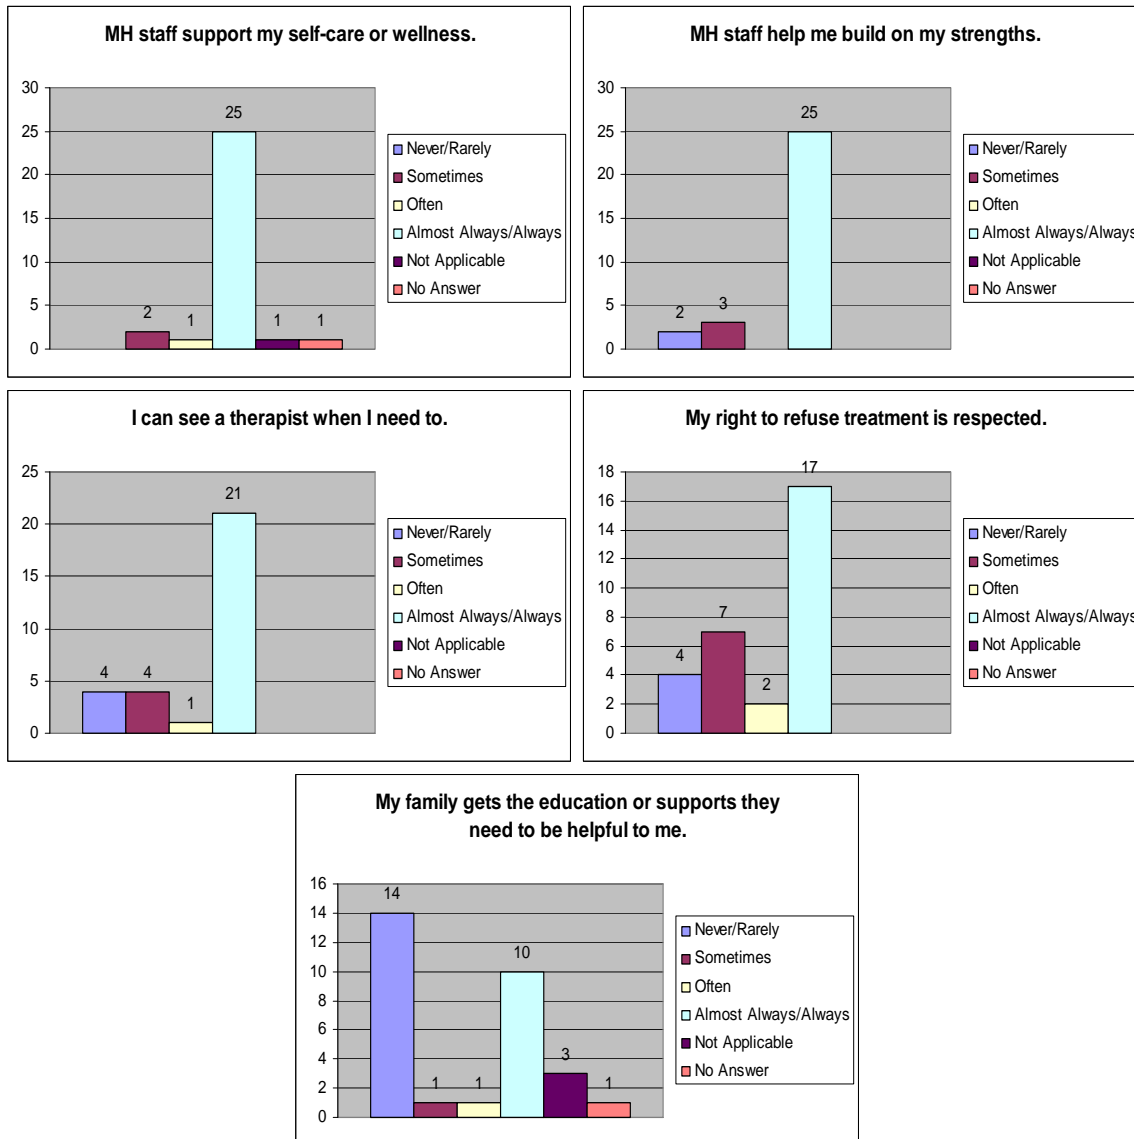 MH staff support my self-care or wellness.
30
25
20
15
10
5
0
2
1
25
1
1
Never/Rarely
Sometimes
Often
Almost Always/Always
Not Applicable
No Answer
MH staff help me build on my strengths.
30
25
20
15
10
5
0
2
3
25
Never/Rarely
Sometimes
Often
Almost Always/Always
Not Applicable
No Answer
I can see a therapist when I need to.
25
20
15
10
5
0
4
4
1
21
Never/Rarely
Sometimes
Often
Almost Always/Always
Not Applicable
No Answer
My right to refuse treatment is respected.
18
16
14
12
10
8
6
4
2
0
4
7
2
17
Never/Rarely
Sometimes
Often
Almost Always/Always
Not Applicable
No Answer
My family gets the education or supports they
need to be helpful to me.
16
14
12
10
8
6
4
2
0
14
1
1
10
3
1
Never/Rarely
Sometimes
Often
Almost Always/Always
Not Applicable
No Answer